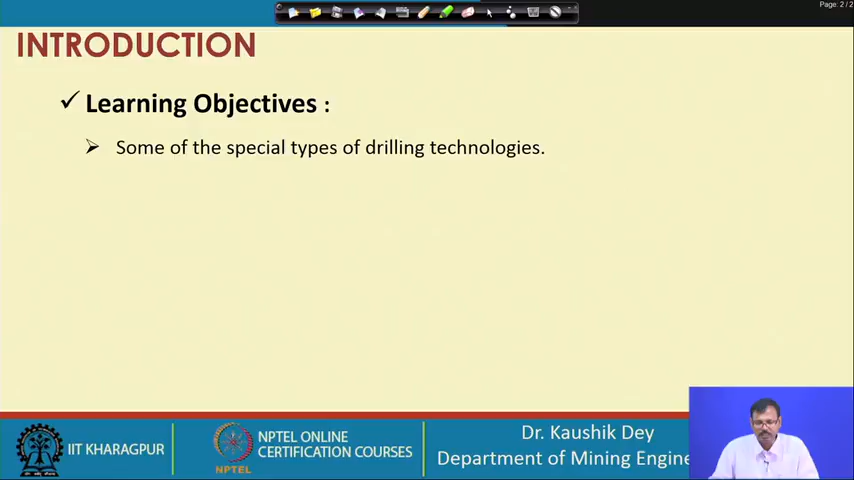 Page: 2 / 2
INTRODUCTION
✓ Learning Objectives :
➢ Some of the special types of drilling technologies.
IIT KHARAGPUR
NPTEL
NPTEL ONLINE
CERTIFICATION COURSES
Dr. Kaushik Dey
Department of Mining Engine